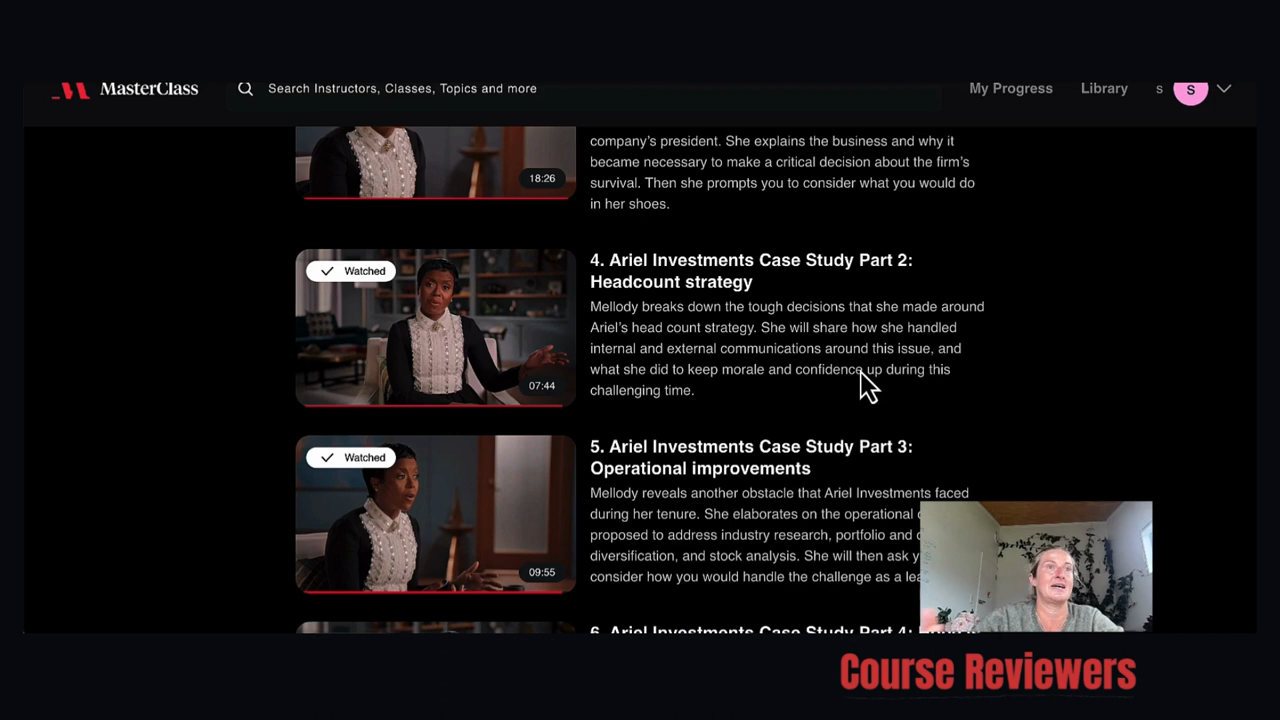 MasterClass
Search Instructors, Classes, Topics and more
My Progress
Library
S
S
company's president. She explains the business and why it
became necessary to make a critical decision about the firm's
survival. Then she prompts you to consider what you would do
in her shoes.
18:26
Watched
07:44
4. Ariel Investments Case Study Part 2:
Headcount strategy
Mellody breaks down the tough decisions that she made around
Ariel's head count strategy. She will share how she handled
internal and external communications around this issue, and
what she did to keep morale and confidence up during this
challenging time.
Watched
09:55
5. Ariel Investments Case Study Part 3:
Operational improvements
Mellody reveals another obstacle that Ariel Investments faced
during her tenure. She elaborates on the operational
proposed to address industry research, portfolio and
diversification, and stock analysis. She will then ask
consider how you would handle the challenge as a
6. Ariel Investments Case Study Part 4:
Course Reviewers